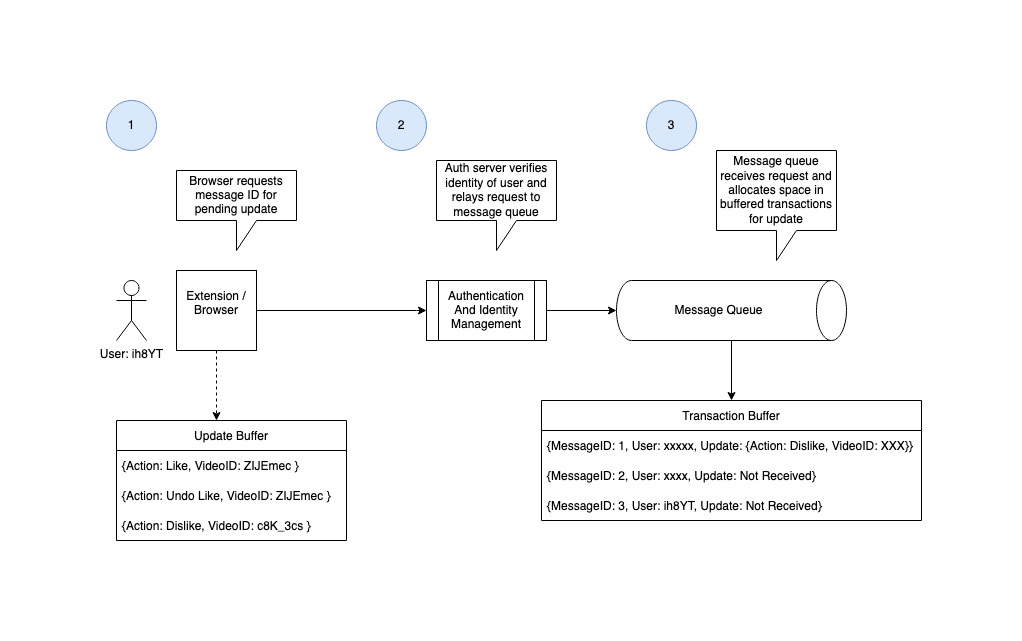 1
2
3
Browser requests
message ID for
pending update
Auth server verifies
identity of user and
relays request to
message queue
Message queue
receives request and
allocates space in
buffered transactions
for update
User: ih8YT
Extension /
Browser
Authentication
And Identity
Management
Message Queue
Update Buffer
{Action: Like, VideoID: ZIJEmec }
{Action: Undo Like, VideoID: ZIJEmec }
{Action: Dislike, VideoID: c8K_3cs }
Transaction Buffer
{MessageID: 1, User: xxxxx, Update: {Action: Dislike, VideoID: XXX}}
{MessageID: 2, User: xxxx, Update: Not Received}
{MessageID: 3, User: ih8YT, Update: Not Received}